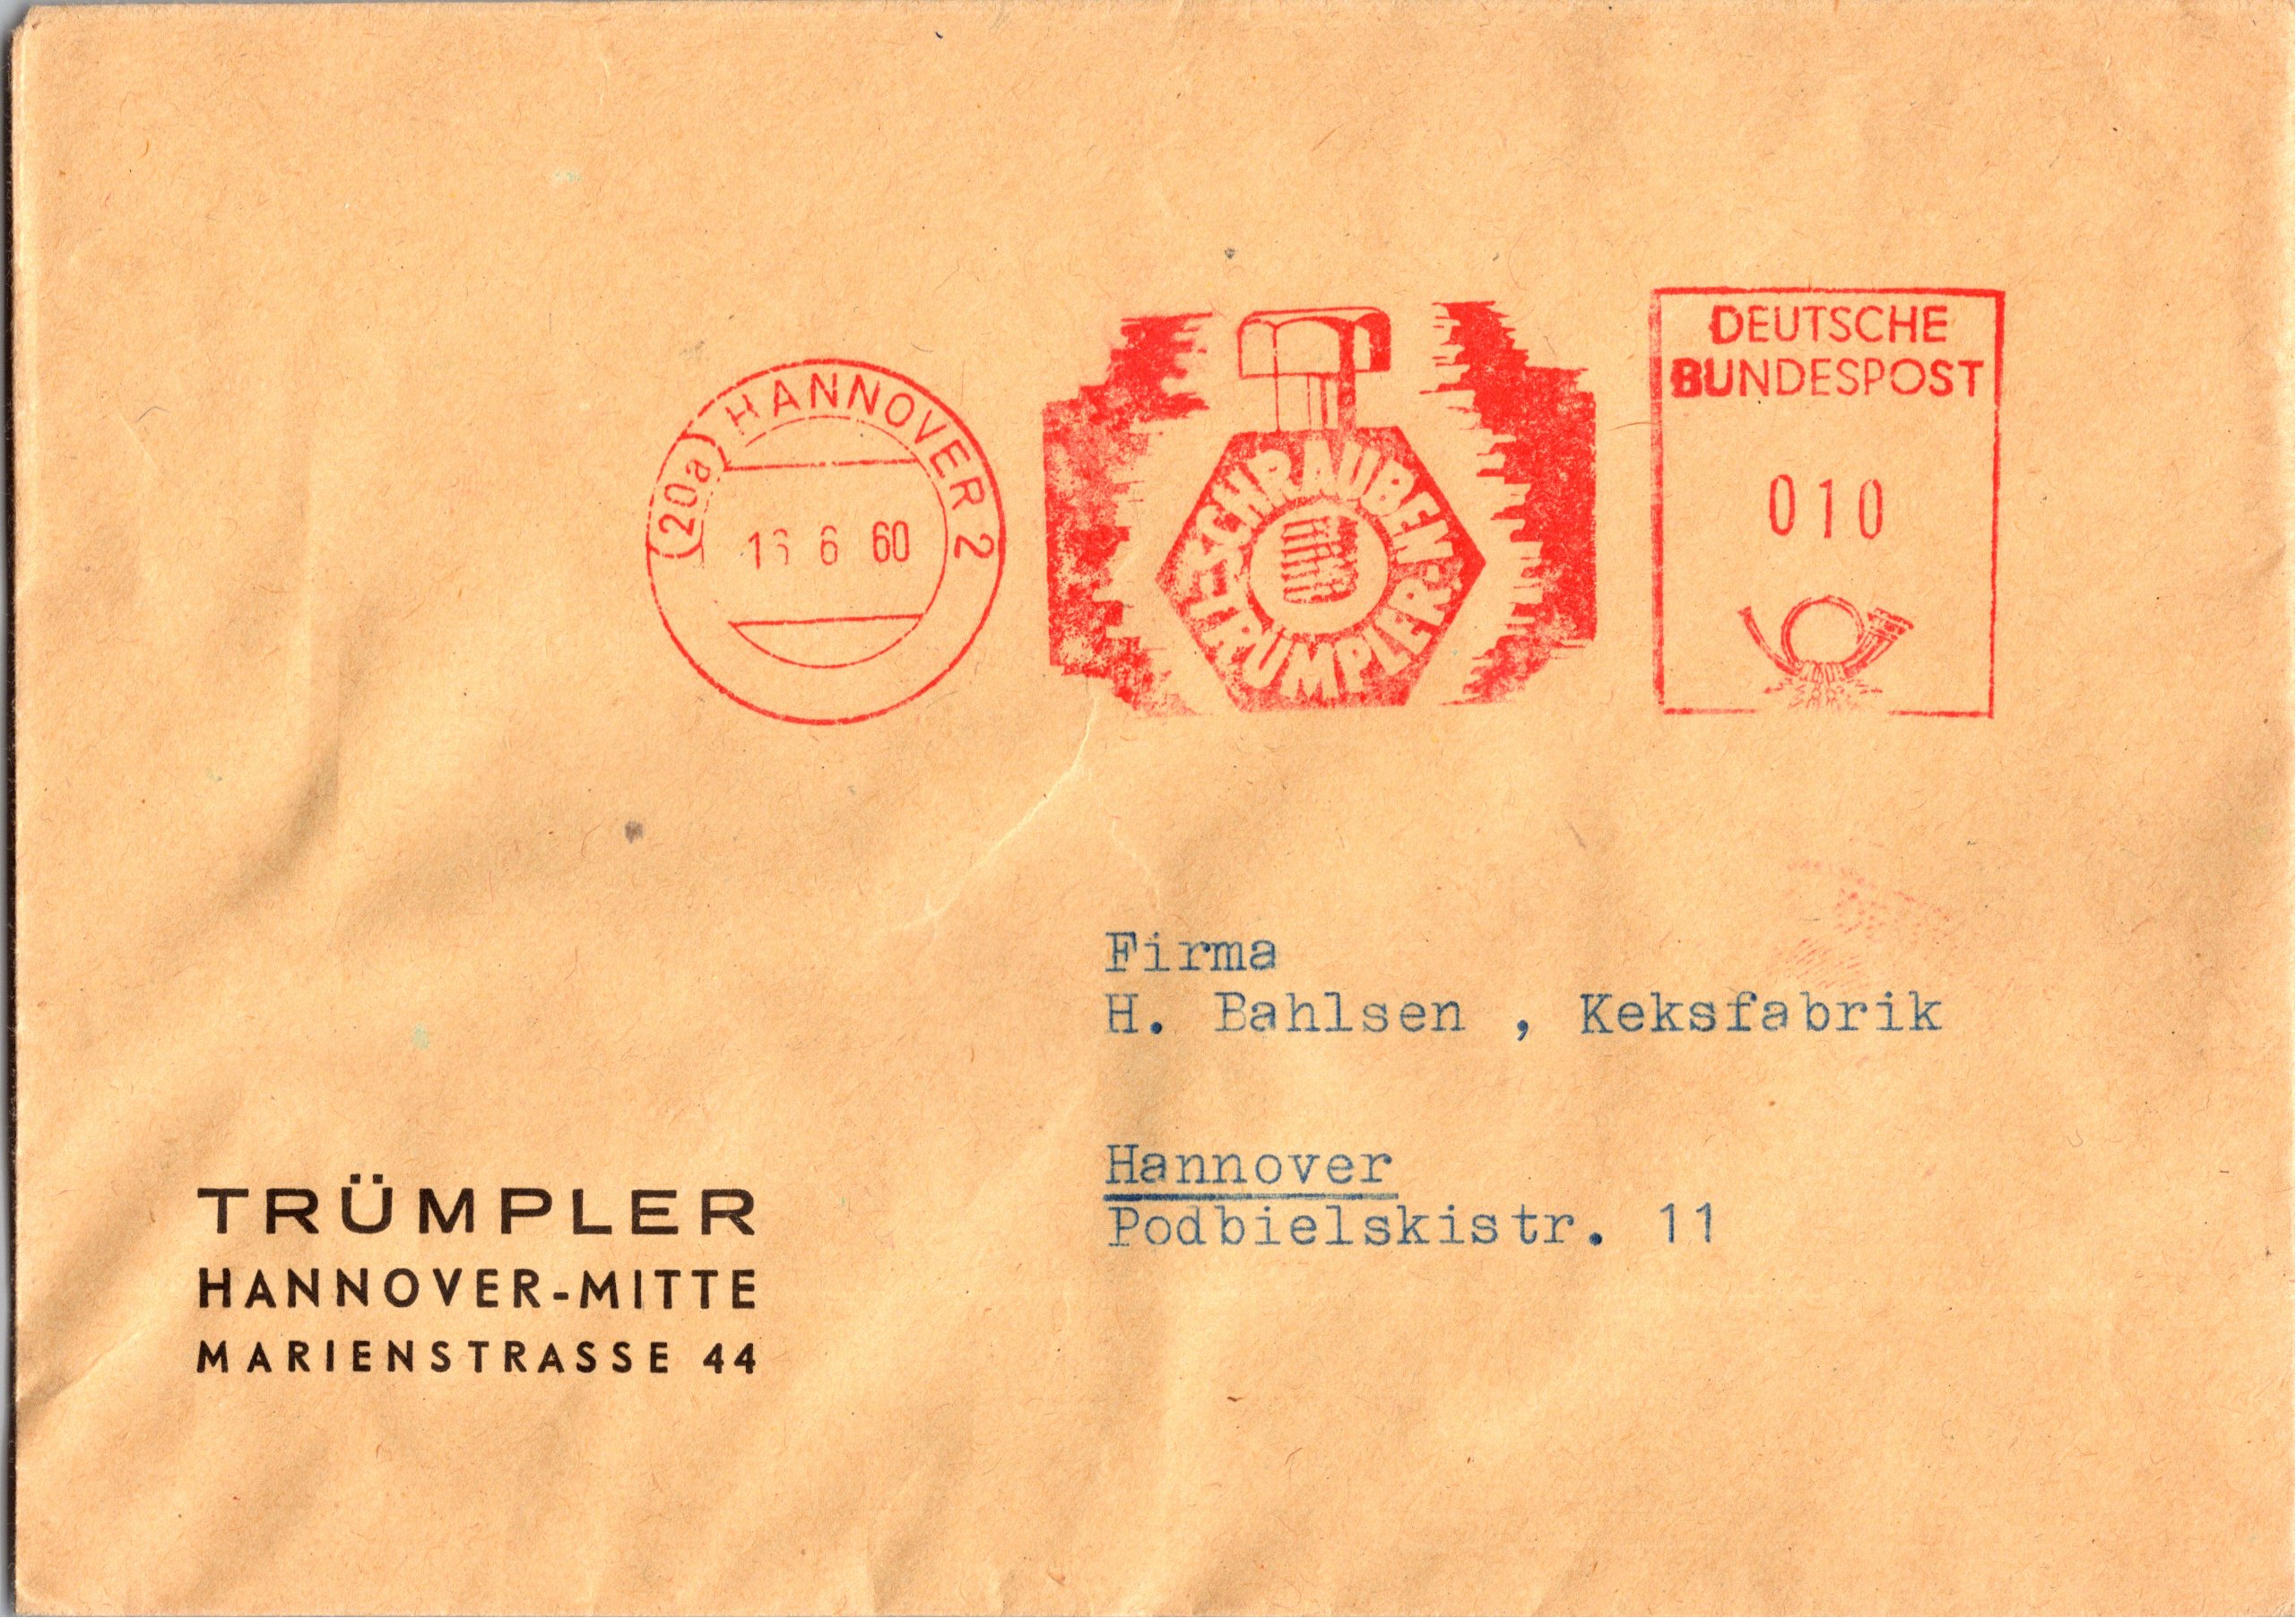 (20a) HANNOVER 2
6 60
SCHRAUBEN
TRÜMPLER
DEUTSCHE
BUNDESPOST
010
Firma
H. Bahlsen , Keksfabrik
Hannover
Podbielskistr. 11
TRÜMPLER
HANNOVER-MITTE
MARIENSTRASSE 44